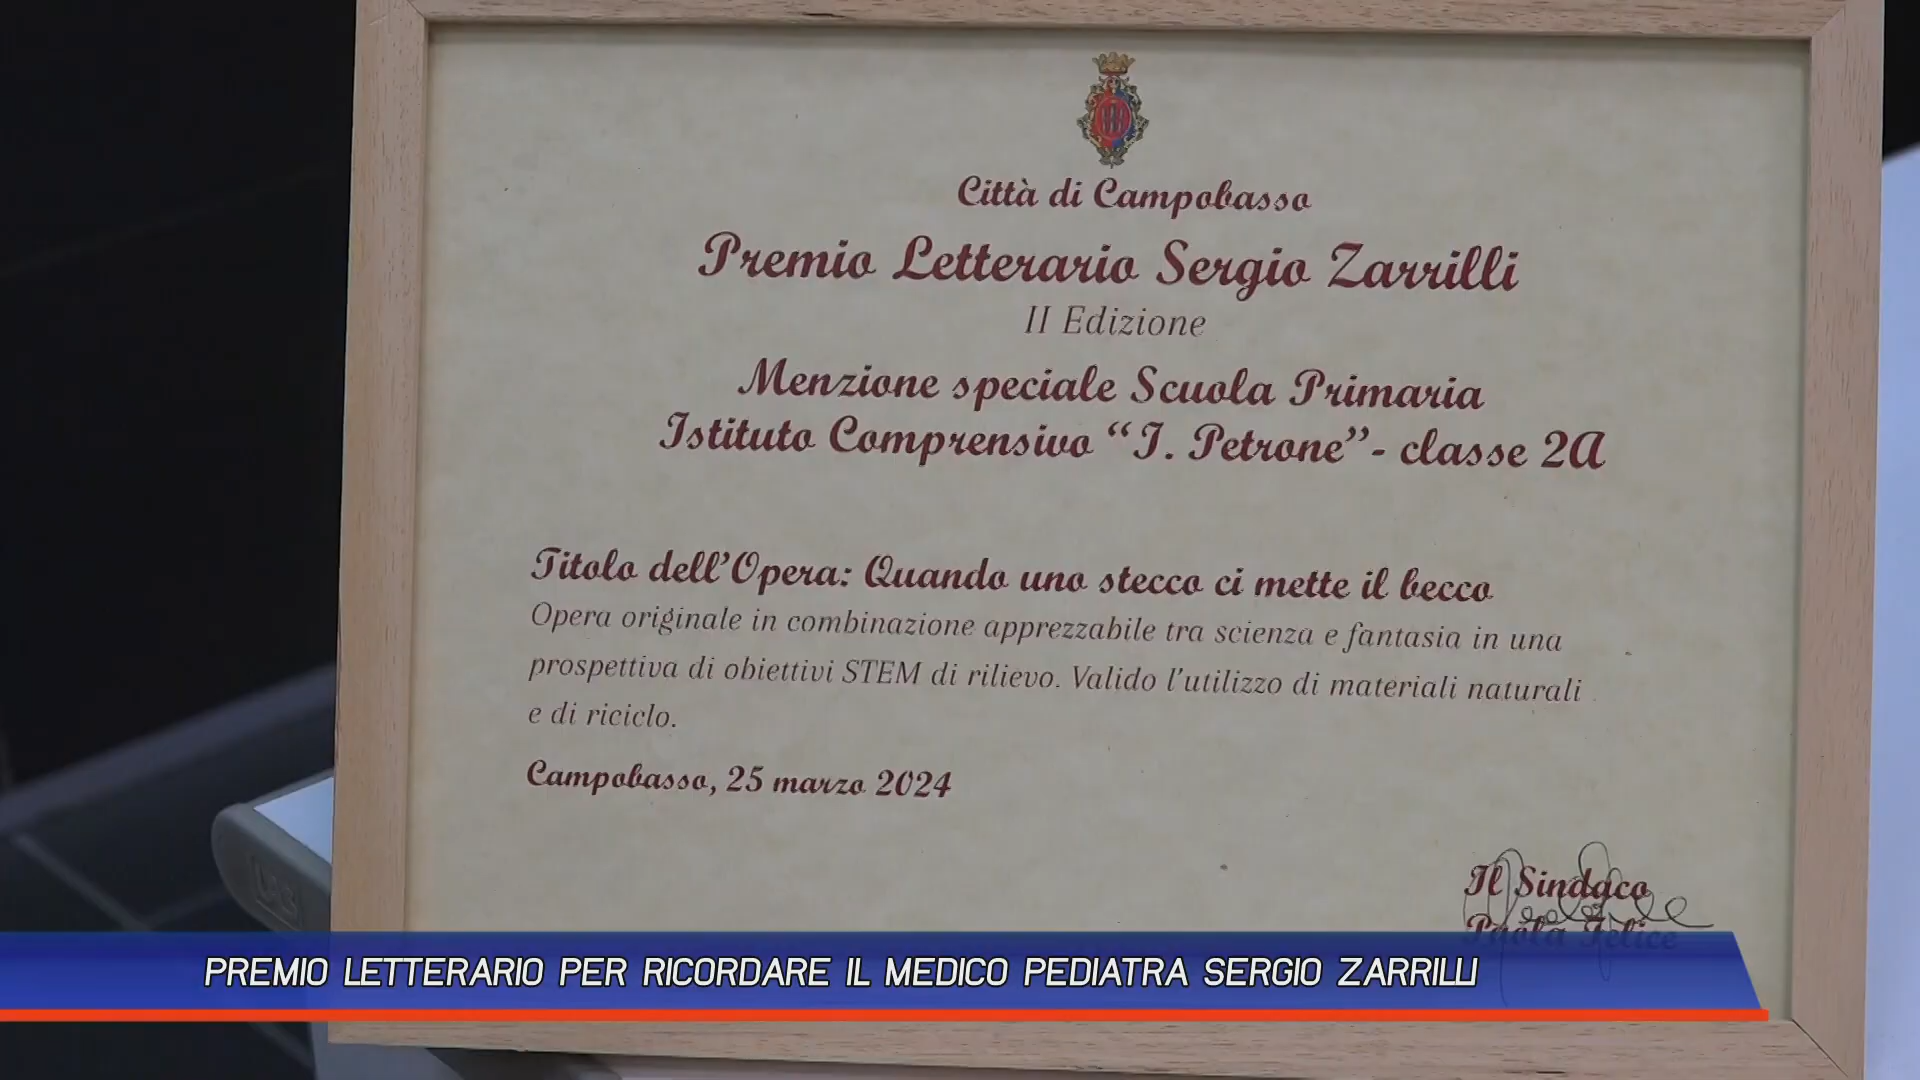 Città di Campobasso
Premio Letterario Sergio Zarrilli
II Edizione
Menzione speciale Scuola Primaria
Istituto Comprensivo “I. Petrone”- classe 2A
Titolo dell'Opera: Quando uno stecco ci mette il becco
Opera originale in combinazione apprezzabile tra scienza e fantasia in una
prospettiva di obiettivi STEM di rilievo. Valido l'utilizzo di materiali naturali
e di riciclo.
Campobasso, 25 marzo 2024
Il Sindaco
Paola Felice
PREMIO LETTERARIO PER RICORDARE IL MEDICO PEDIATRA SERGIO ZARRILLI